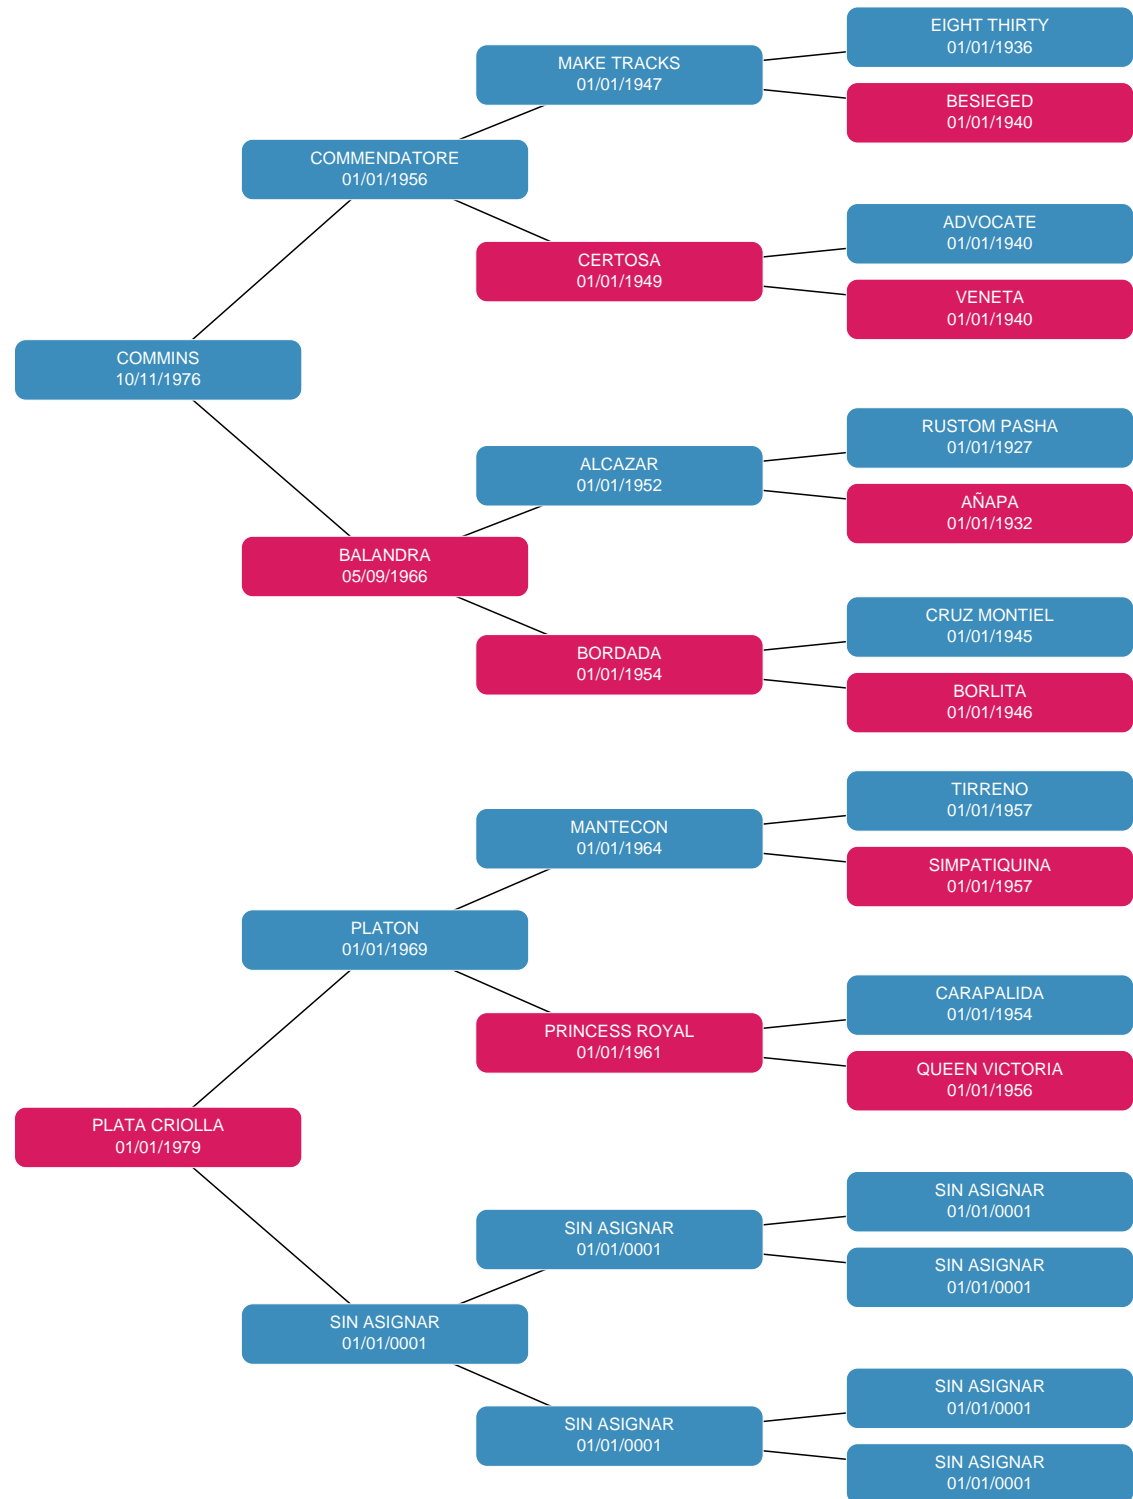 EIGHT THIRTY
01/01/1936
MAKE TRACKS
01/01/1947
BESIEGED
01/01/1940
COMMENDATORE
01/01/1956
ADVOCATE
01/01/1940
CERTOSA
01/01/1949
VENETA
01/01/1940
COMMINS
10/11/1976
RUSTOM PASHA
01/01/1927
ALCAZAR
01/01/1952
AÑAPA
01/01/1932
BALANDRA
05/09/1966
CRUZ MONTIEL
01/01/1945
BORDADA
01/01/1954
BORLITA
01/01/1946
TIRRENO
01/01/1957
MANTECON
01/01/1964
SIMPATIQUINA
01/01/1957
PLATON
01/01/1969
CARAPALIDA
01/01/1954
PRINCESS ROYAL
01/01/1961
QUEEN VICTORIA
01/01/1956
PLATA CRIOLLA
01/01/1979
SIN ASIGNAR
01/01/0001
SIN ASIGNAR
01/01/0001
SIN ASIGNAR
01/01/0001
SIN ASIGNAR
01/01/0001
SIN ASIGNAR
01/01/0001
SIN ASIGNAR
01/01/0001
SIN ASIGNAR
01/01/0001